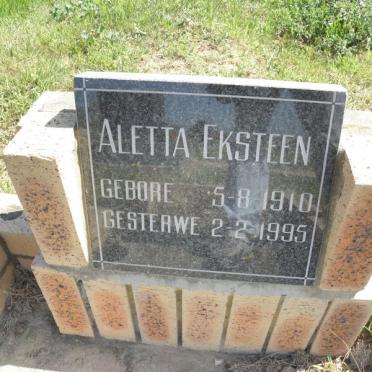 ALETTA EKSTEEN
GEBORE 5-8-1910
GESTERWE 2-2-1995